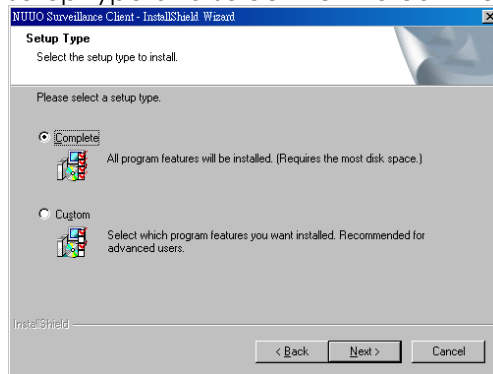 NUUO Surveillance Client - InstallShield Wizard
Setup Type
Select the setup type to install.
Please select a setup type.
Complete
All program features will be installed. (Requires the most disk space.)
Custom
Select which program features you want installed. Recommended for
advanced users.
InstallShield
< Back
Next >
Cancel